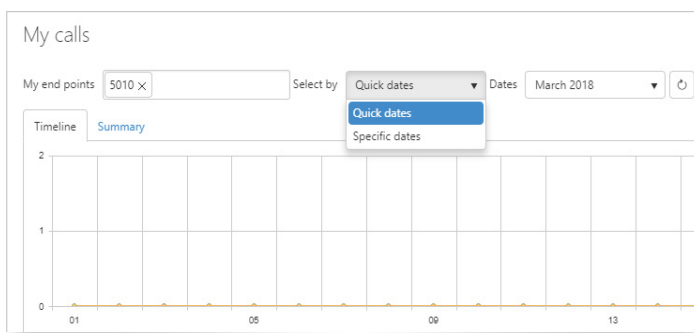 My calls
My end points 5010 × Select by Quick dates ▼ Dates March 2018 ▼
Quick dates
Specific dates
Timeline Summary
2
1
0
01 05 09 13